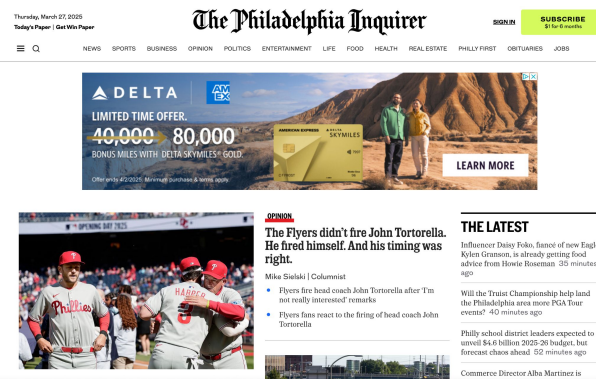 Thursday, March 27, 2025
The Philadelphia Inquirer
SIGN IN
SUBSCRIBE
$1 for 6 months
Today's Paper | Get Win Paper
NEWS SPORTS BUSINESS OPINION POLITICS ENTERTAINMENT LIFE FOOD HEALTH REAL ESTATE PHILLY FIRST OBITUARIES JOBS
DELTA
AM
EX
LIMITED TIME OFFER.
40,000 80,000
BONUS MILES WITH DELTA SKYMILES® GOLD.
Offer ends 4/2/2025. Minimum purchase & terms apply.
AMERICAN EXPRESS
DELTA
SKYMILES
LEARN MORE
OPENING DAY 2025
Phillies
HARPER
OPINION
The Flyers didn't fire John Tortorella.
He fired himself. And his timing was
right.
Mike Sielski | Columnist
Flyers fire head coach John Tortorella after 'I'm
not really interested' remarks
Flyers fans react to the firing of head coach John
Tortorella
THE LATEST
Influencer Daisy Foko, fiancé of new Eagle
Kylen Granson, is already getting food
advice from Howie Roseman 35 minutes
ago
Will the Truist Championship help land
the Philadelphia area more PGA Tour
events? 40 minutes ago
Philly school district leaders expected to
unveil $4.6 billion 2025-26 budget, but
forecast chaos ahead 52 minutes ago
Commerce Director Alba Martinez is